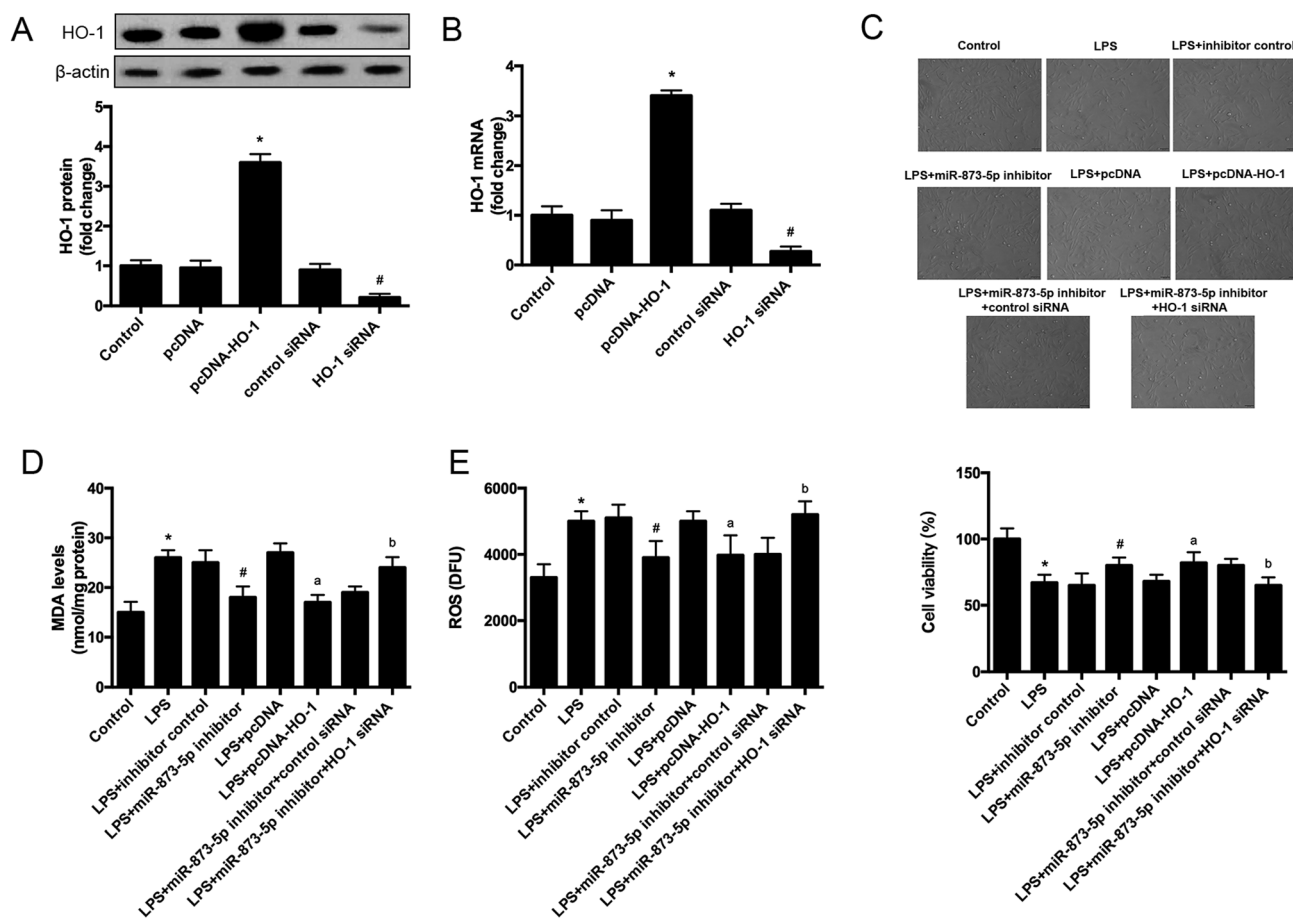 A
HO-1
β-actin
HO-1 protein
(fold change)
5
4
3
2
1
0
*
#
Control
pcDNA
pcDNA-HO-1
control siRNA
HO-1 siRNA
B
HO-1 mRNA
(fold change)
4
3
2
1
0
*
#
Control
pcDNA
pcDNA-HO-1
control siRNA
HO-1 siRNA
C
Control
LPS
LPS+inhibitor control
LPS+miR-873-5p inhibitor
LPS+pcDNA
LPS+pcDNA-HO-1
LPS+miR-873-5p inhibitor
+control siRNA
LPS+miR-873-5p inhibitor
+HO-1 siRNA
D
MDA levels
(nmol/mg protein)
40
30
20
10
0
*
#
a
b
Control
LPS
LPS+inhibitor control
LPS+miR-873-5p inhibitor
LPS+pcDNA
LPS+pcDNA-HO-1
LPS+miR-873-5p inhibitor+control siRNA
LPS+miR-873-5p inhibitor+HO-1 siRNA
E
ROS (DFU)
6000
4000
2000
0
*
#
a
b
Control
LPS
LPS+inhibitor control
LPS+miR-873-5p inhibitor
LPS+pcDNA
LPS+pcDNA-HO-1
LPS+miR-873-5p inhibitor+control siRNA
LPS+miR-873-5p inhibitor+HO-1 siRNA
Cell viability (%)
150
100
50
0
*
#
a
b
Control
LPS
LPS+inhibitor control
LPS+miR-873-5p inhibitor
LPS+pcDNA
LPS+pcDNA-HO-1
LPS+miR-873-5p inhibitor+control siRNA
LPS+miR-873-5p inhibitor+HO-1 siRNA